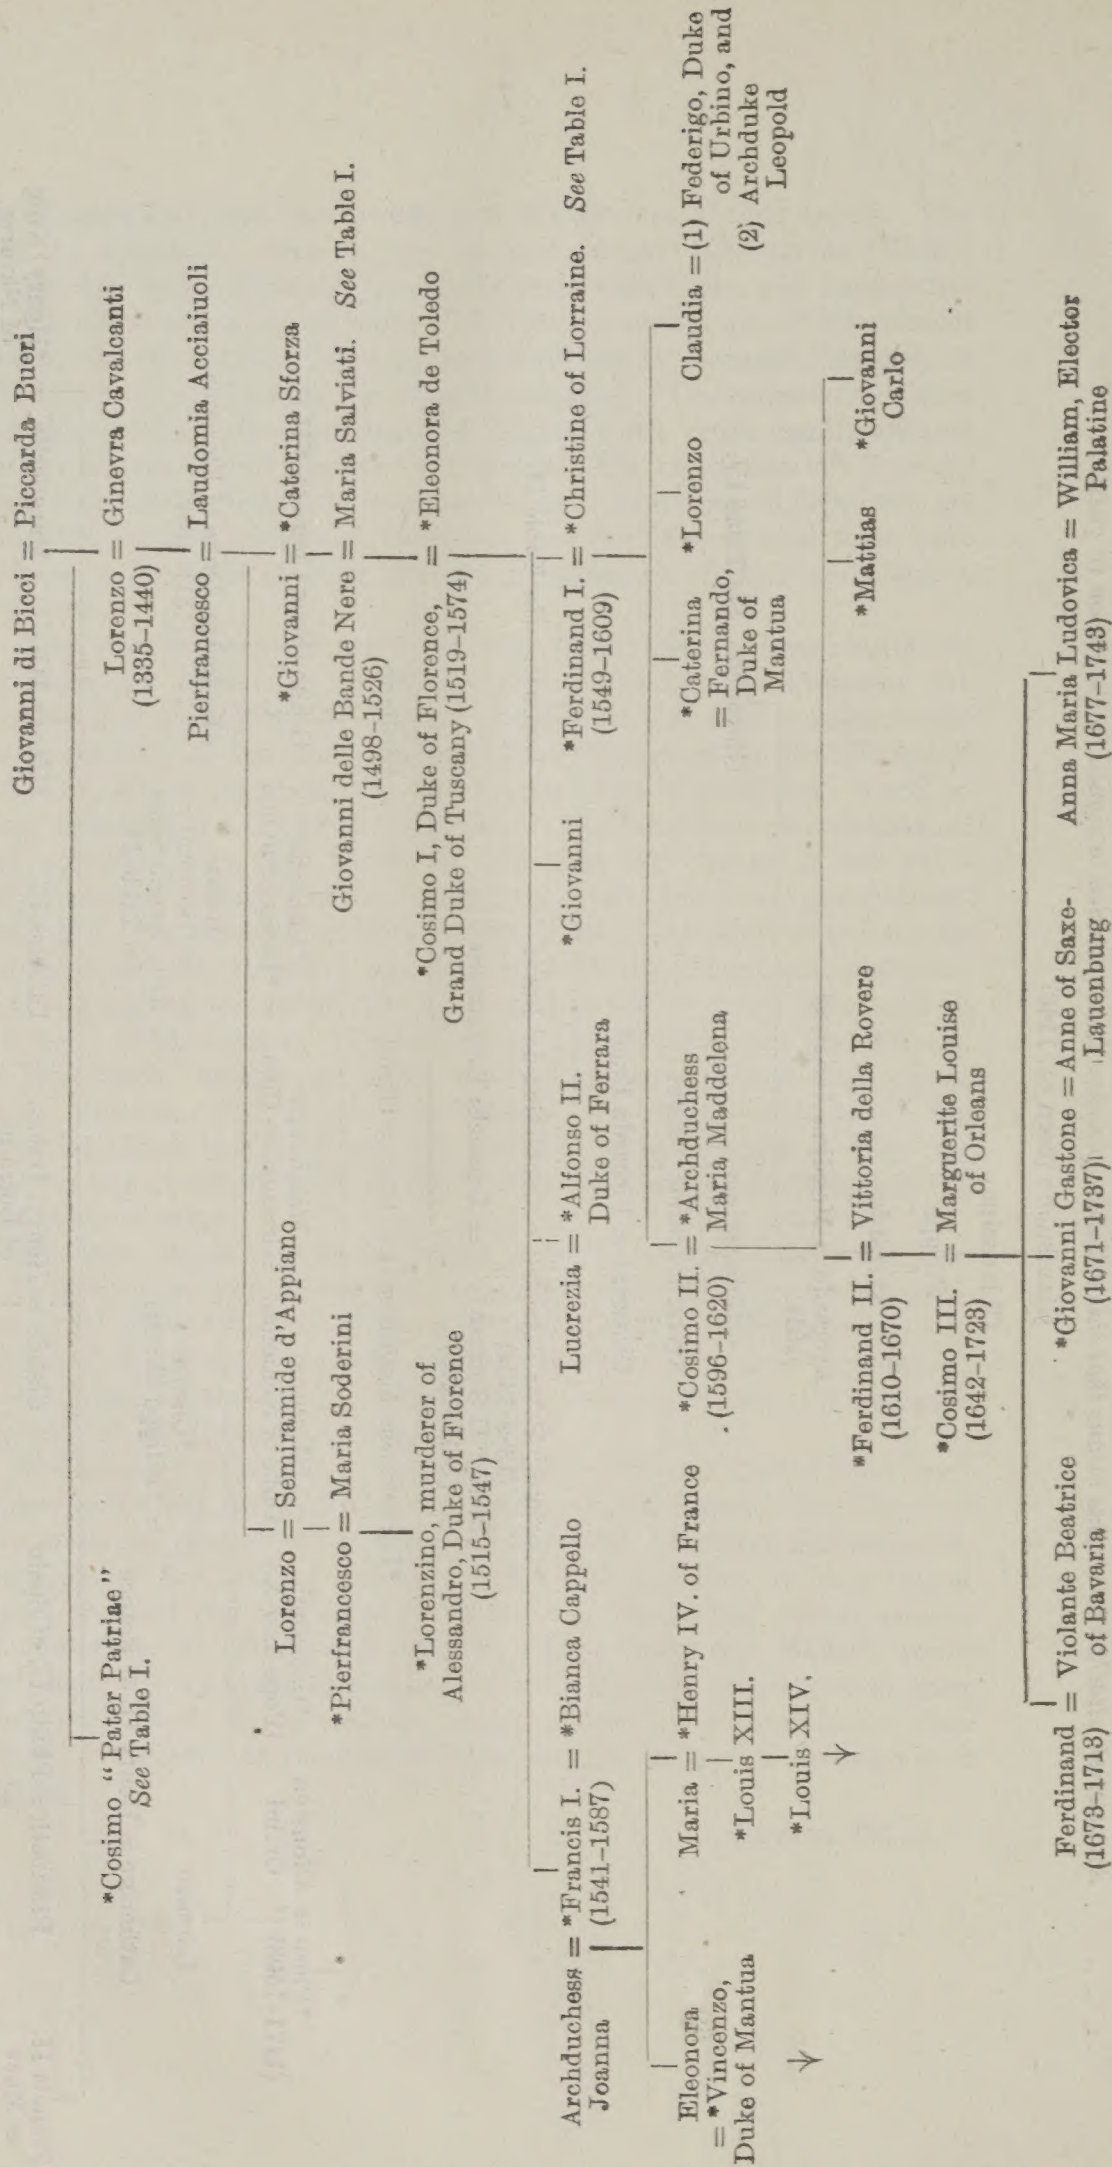 Giovanni di Bicci = Piccarda Bueri
*Cosimo "Pater Patriae"
See Table I.
Lorenzo = Ginevra Cavalcanti
(1335–1440)
Pierfrancesco = Laudomia Acciaiuoli
Lorenzo = Semiramide d'Appiano
*Giovanni = *Caterina Sforza
*Pierfrancesco = Maria Soderini
Giovanni delle Bande Nere = Maria Salviati. See Table I.
(1498–1526)
*Lorenzino, murderer of
Alessandro, Duke of Florence
(1515–1547)
*Cosimo I, Duke of Florence, = *Eleonora de Toledo
Grand Duke of Tuscany (1519–1574)
Archduchess = *Francis I. = *Bianca Cappello
Joanna (1541–1587)
Lucrezia = *Alfonso II.
Duke of Ferrara
*Giovanni
*Ferdinand I. = *Christine of Lorraine. See Table I.
(1549–1609)
Eleonora
= *Vincenzo,
Duke of Mantua
Maria = *Henry IV. of France
*Louis XIII.
*Louis XIV.
*Cosimo II. = *Archduchess
(1596–1620) Maria Maddelena
*Caterina
= Fernando,
Duke of
Mantua
*Lorenzo
Claudia = (1) Federigo, Duke
of Urbino, and
(2) Archduke
Leopold
*Ferdinand II. = Vittoria della Rovere
(1610–1670)
*Mattias
*Giovanni
Carlo
*Cosimo III. = Marguerite Louise
(1642–1723) of Orleans
Ferdinand = Violante Beatrice
(1673–1713) of Bavaria
*Giovanni Gastone = Anne of Saxe-
(1671–1737) Lauenburg
Anna Maria Ludovica = William, Elector
(1677–1743) Palatine